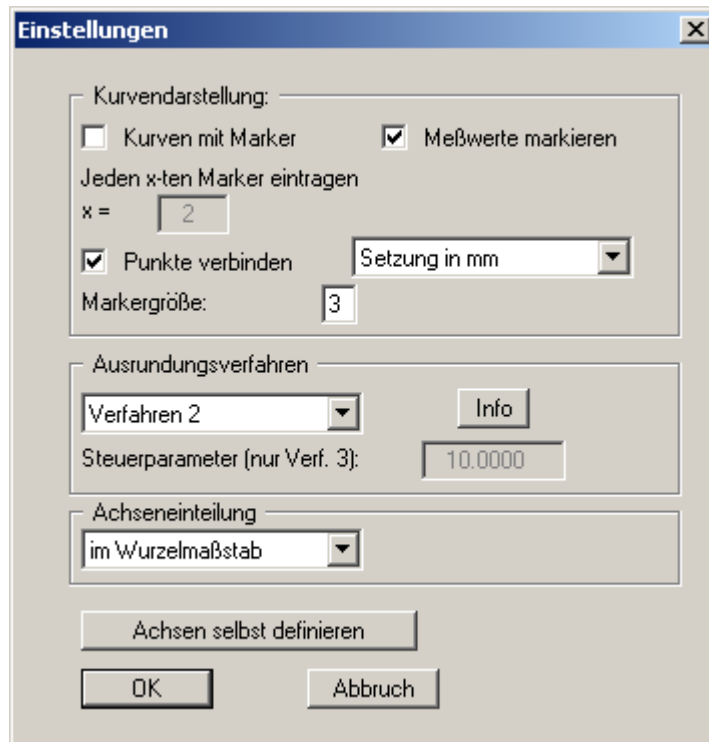 Einstellungen
Kurvendarstellung:
Kurven mit Marker
Meßwerte markieren
Jeden x-ten Marker eintragen
x = 2
Punkte verbinden
Setzung in mm
Markergröße: 3
Ausrundungsverfahren
Verfahren 2
Info
Steuerparameter (nur Verf. 3): 10.0000
Achseneinteilung
im Wurzelmaßstab
Achsen selbst definieren
OK
Abbruch